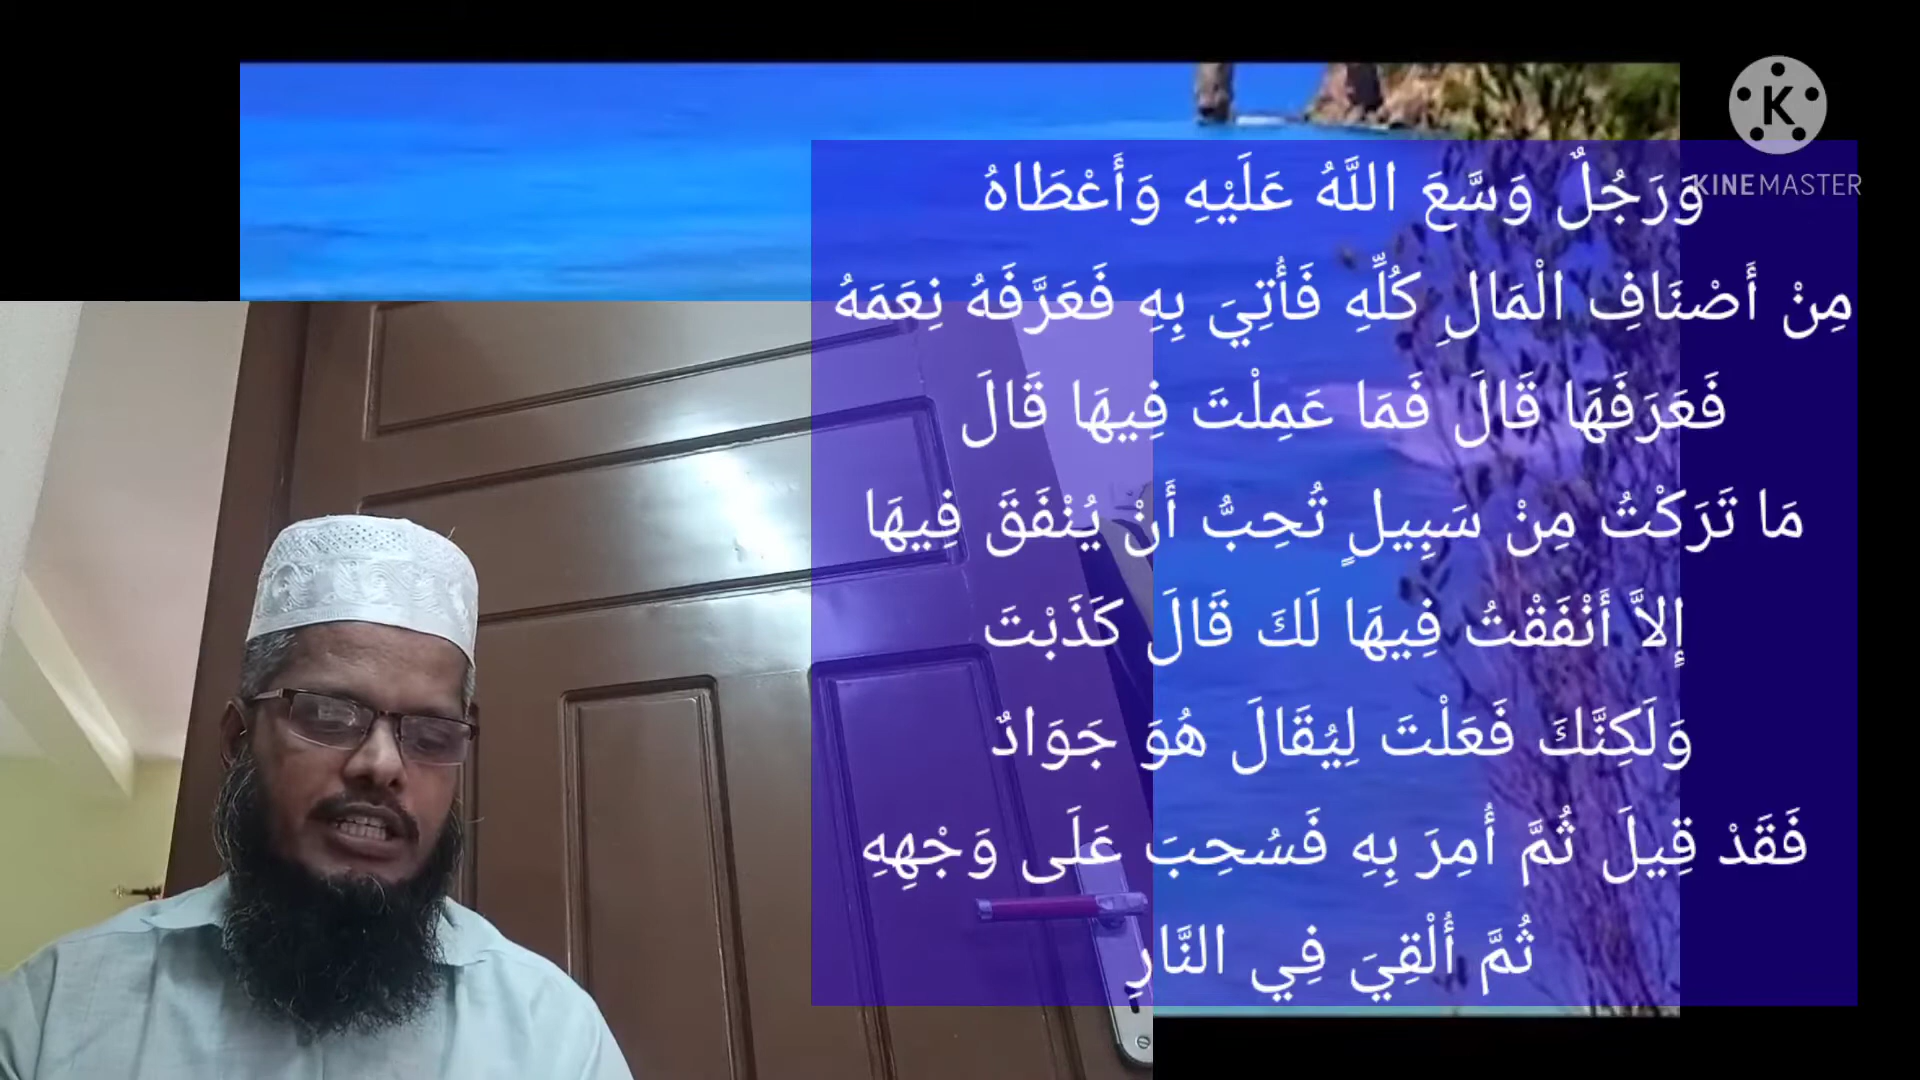 K
KINEMASTER
وَرَجُلٌ وَسَّعَ اللَّهُ عَلَيْهِ وَأَعْطَاهُ
مِنْ أَصْنَافِ الْمَالِ كُلِّهِ فَأُتِيَ بِهِ فَعَرَّفَهُ نِعَمَهُ
فَعَرَفَهَا قَالَ فَمَا عَمِلْتَ فِيهَا قَالَ
مَا تَرَكْتُ مِنْ سَبِيلٍ تُحِبُّ أَنْ يُنْفَقَ فِيهَا
إِلاَّ أَنْفَقْتُ فِيهَا لَكَ قَالَ كَذَبْتَ
وَلَكِنَّكَ فَعَلْتَ لِيُقَالَ هُوَ جَوَادٌ
فَقَدْ قِيلَ ثُمَّ أُمِرَ بِهِ فَسُحِبَ عَلَى وَجْهِهِ
ثُمَّ أُلْقِيَ فِي النَّارِ